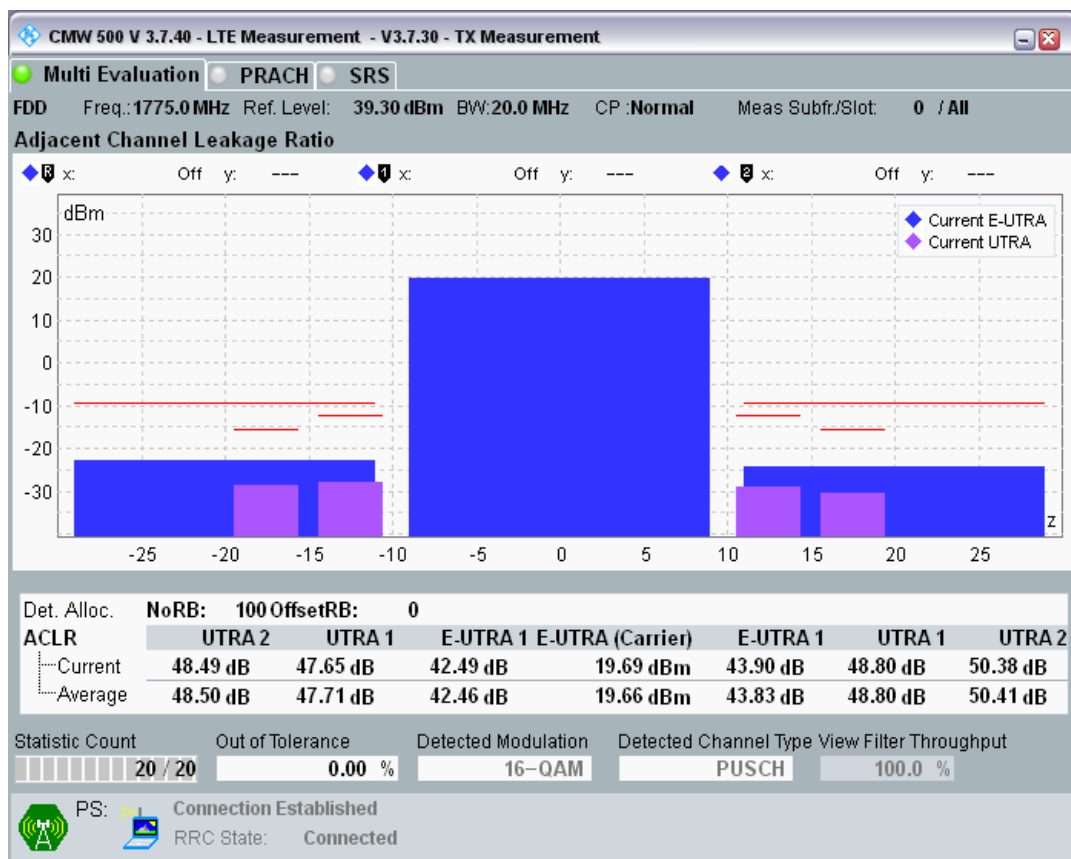 CMW 500 V 3.7.40 - LTE Measurement - V3.7.30 - TX Measurement
Multi Evaluation PRACH SRS
FDD Freq.: 1775.0 MHz Ref. Level: 39.30 dBm BW: 20.0 MHz CP : Normal Meas Subfr./Slot: 0 / All
Adjacent Channel Leakage Ratio
R x: Off y: --- 1 x: Off y: --- 2 x: Off y: ---
dBm
Current E-UTRA
Current UTRA
30
20
10
0
-10
-20
-30
z
-25 -20 -15 -10 -5 0 5 10 15 20 25
Det. Alloc. NoRB: 100 OffsetRB: 0
ACLR UTRA 2 UTRA 1 E-UTRA 1 E-UTRA (Carrier) E-UTRA 1 UTRA 1 UTRA 2
Current 48.49 dB 47.65 dB 42.49 dB 19.69 dBm 43.90 dB 48.80 dB 50.38 dB
Average 48.50 dB 47.71 dB 42.46 dB 19.66 dBm 43.83 dB 48.80 dB 50.41 dB
Statistic Count Out of Tolerance Detected Modulation Detected Channel Type View Filter Throughput
20 / 20 0.00 % 16-QAM PUSCH 100.0 %
PS: Connection Established
RRC State: Connected